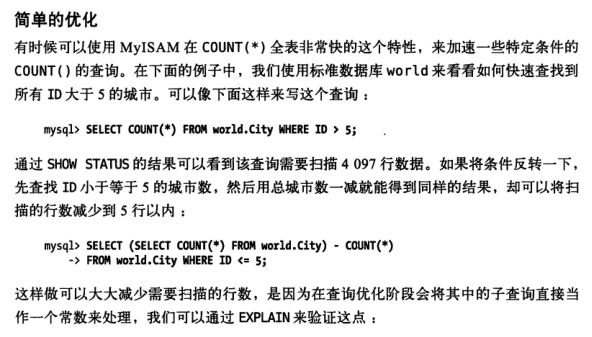 简单的优化
有时候可以使用 MyISAM 在 COUNT(*) 全表非常快的这个特性，来加速一些特定条件的
COUNT() 的查询。在下面的例子中，我们使用标准数据库 world 来看看如何快速查找到
所有 ID 大于 5 的城市。可以像下面这样来写这个查询：
mysql> SELECT COUNT(*) FROM world.City WHERE ID > 5;
通过 SHOW STATUS 的结果可以看到该查询需要扫描 4 097 行数据。如果将条件反转一下，
先查找 ID 小于等于 5 的城市数，然后用总城市数一减就能得到同样的结果，却可以将扫
描的行数减少到 5 行以内：
mysql> SELECT (SELECT COUNT(*) FROM world.City) - COUNT(*)
-> FROM world.City WHERE ID <= 5;
这样做可以大大减少需要扫描的行数，是因为在查询优化阶段会将其中的子查询直接当
作一个常数来处理，我们可以通过 EXPLAIN 来验证这点：